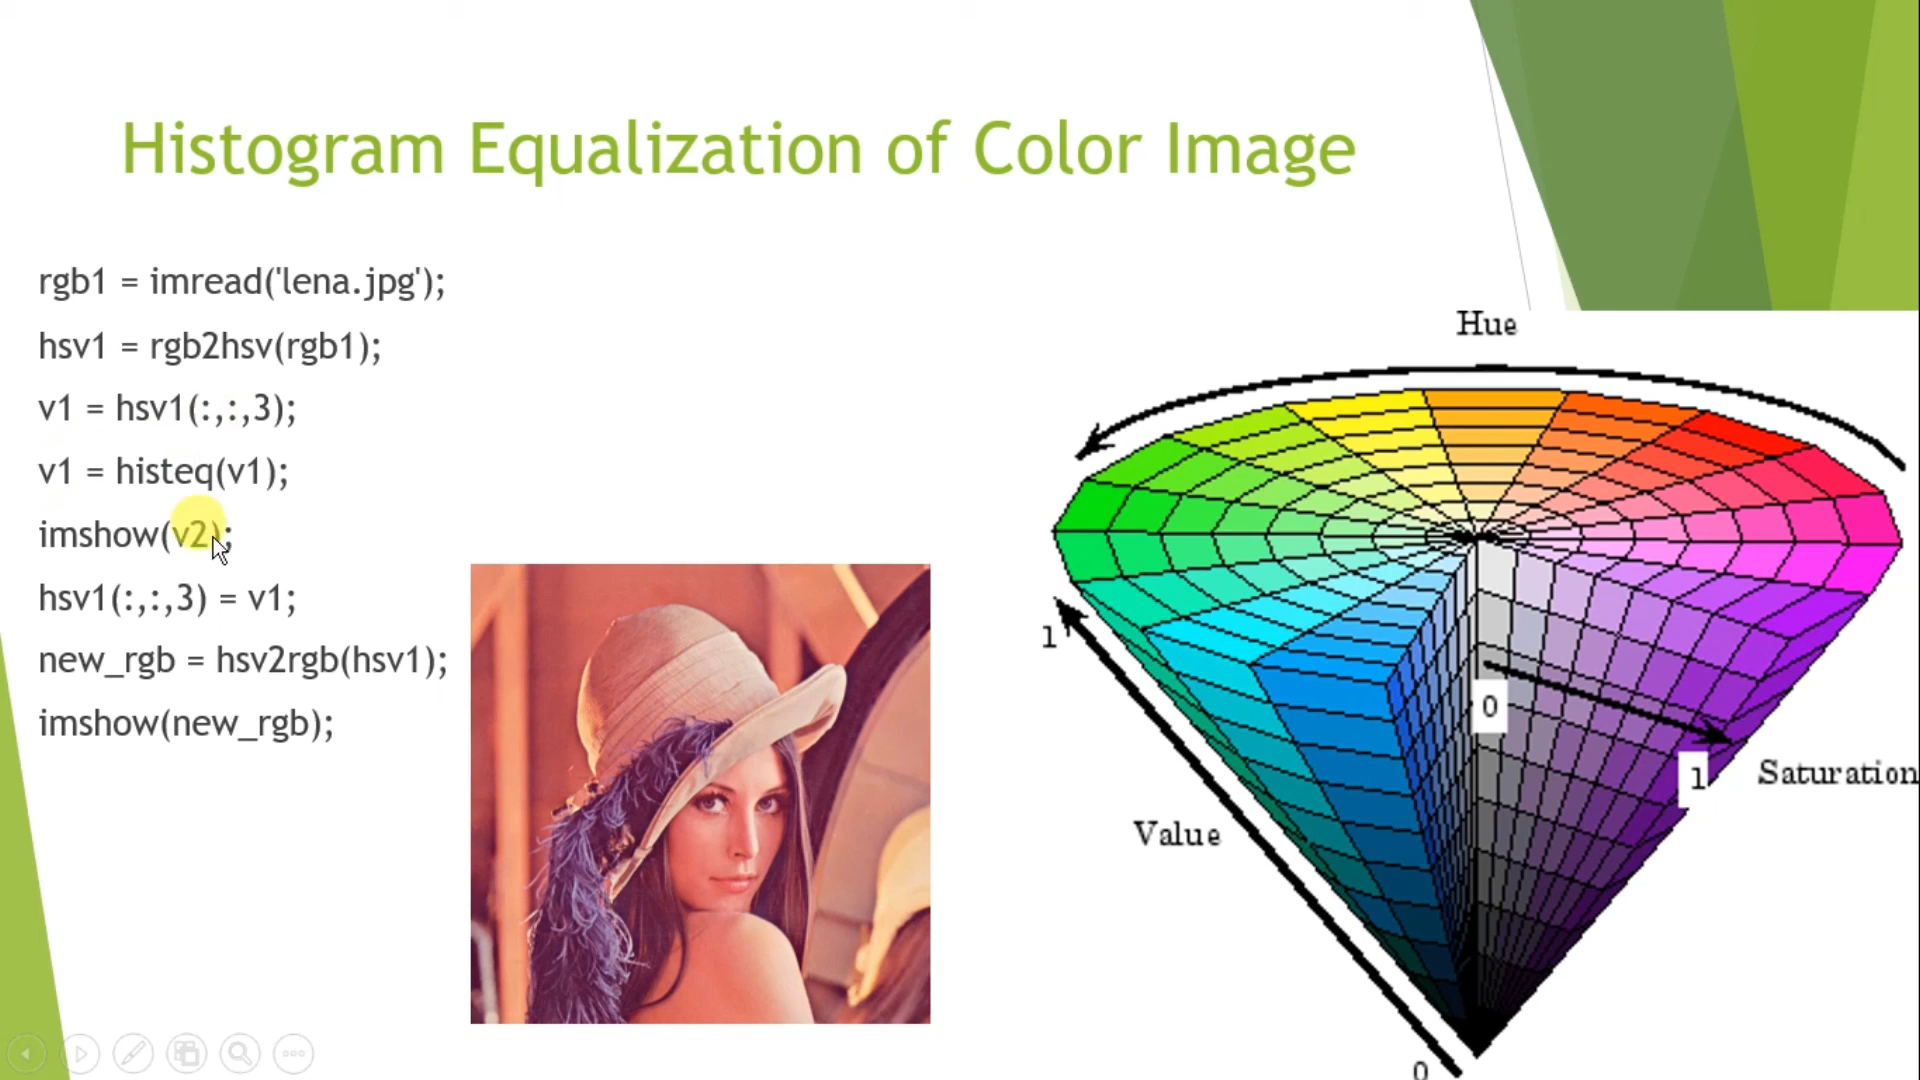 Histogram Equalization of Color Image
rgb1 = imread('lena.jpg');
hsv1 = rgb2hsv(rgb1);
v1 = hsv1(:,:,3);
v1 = histeq(v1);
imshow(v2);
hsv1(:,:,3) = v1;
new_rgb = hsv2rgb(hsv1);
imshow(new_rgb);
Hue
1
0
1
Saturation
Value
0